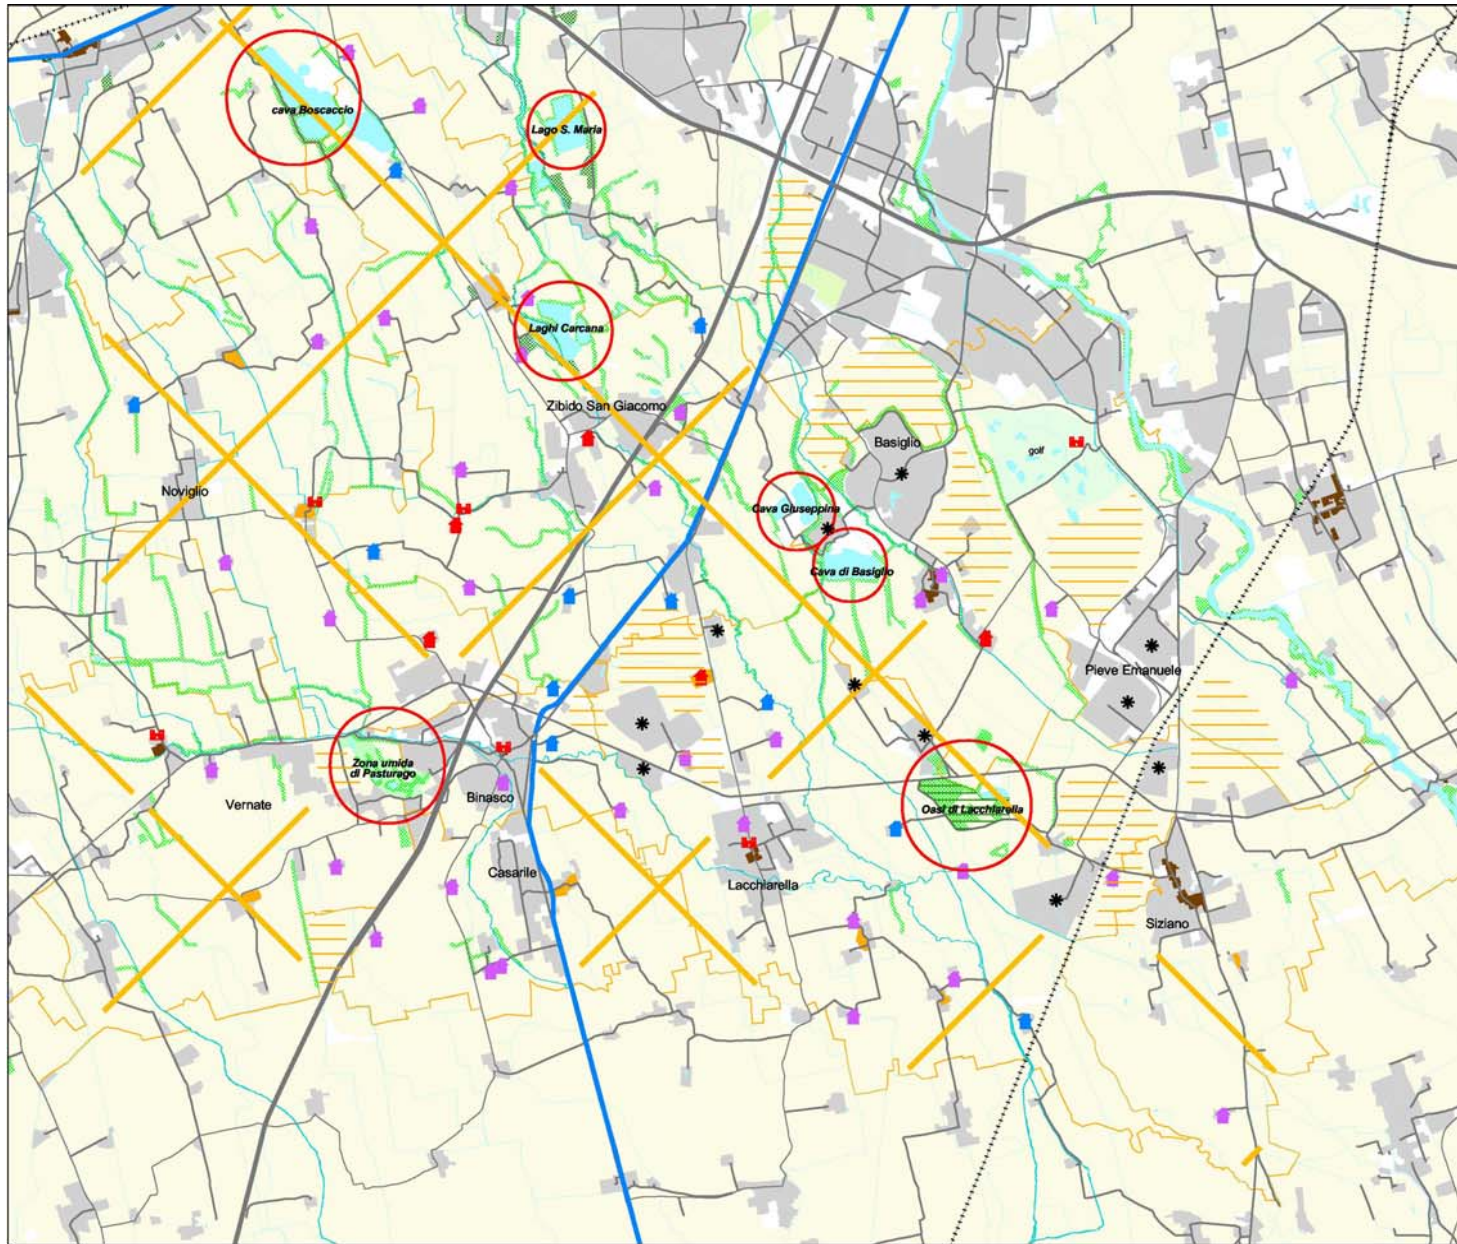 cava Boscaccio
Lago S. Maria
Laghi Carcana
Zibido San Giacomo
Basiglio
golf
Noviglio
Cava Giuseppina
Cava di Basiglio
Pieve Emanuele
Zona umida
di Pasturago
Vernate
Binasco
Oasi di Lacchiarella
Casarile
Lacchiarella
Siziano